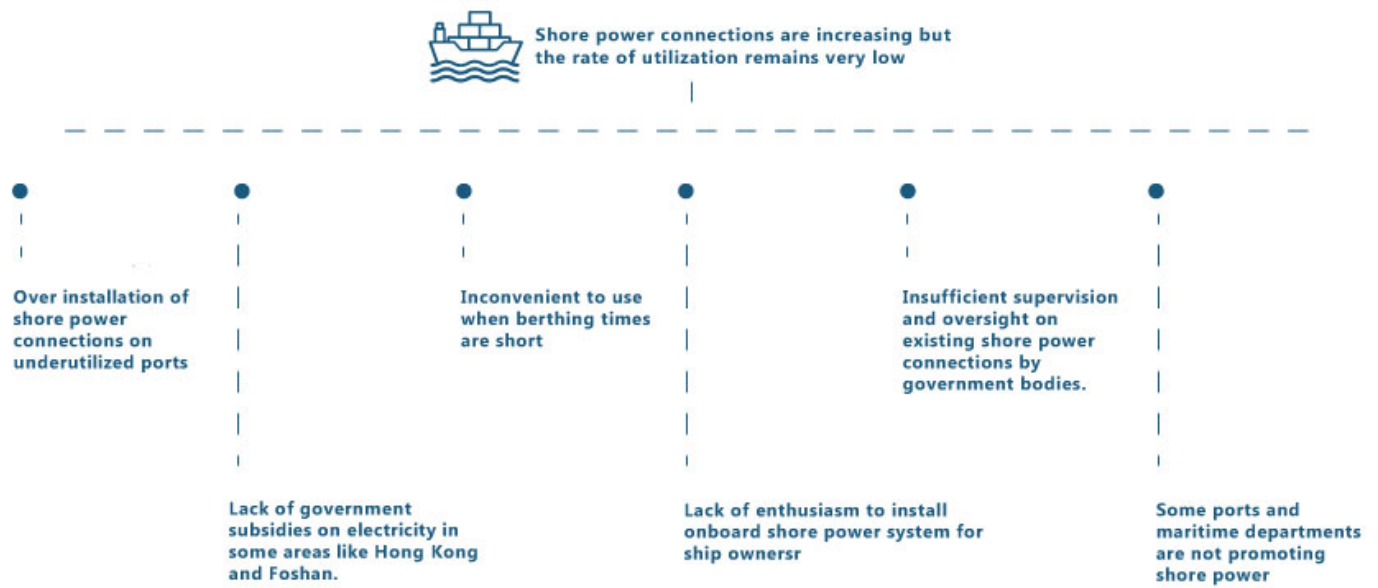 Shore power connections are increasing but
the rate of utilization remains very low
Over installation of
shore power
connections on
underutilized ports
Lack of government
subsidies on electricity in
some areas like Hong Kong
and Foshan.
Inconvenient to use
when berthing times
are short
Lack of enthusiasm to install
onboard shore power system for
ship ownersr
Insufficient supervision
and oversight on
existing shore power
connections by
government bodies.
Some ports and
maritime departments
are not promoting
shore power